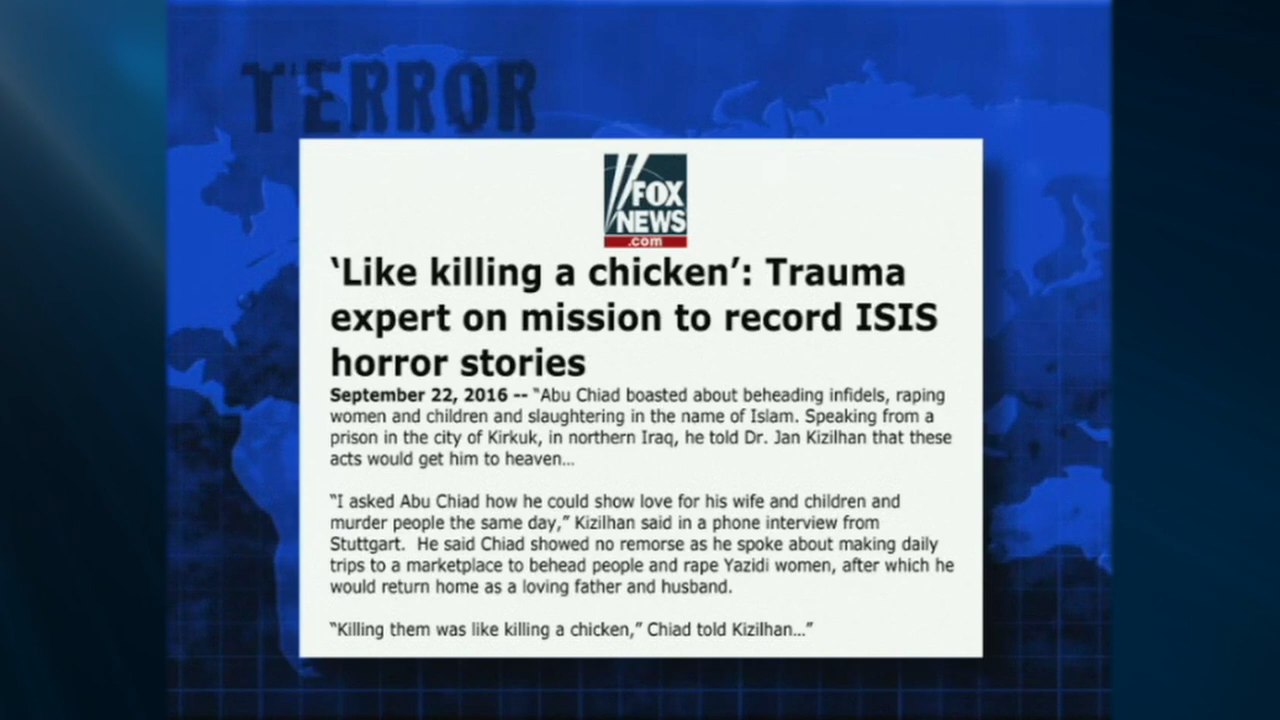 TERROR
FOX
NEWS
.com
‘Like killing a chicken’: Trauma
expert on mission to record ISIS
horror stories
September 22, 2016 -- “Abu Chiad boasted about beheading infidels, raping
women and children and slaughtering in the name of Islam. Speaking from a
prison in the city of Kirkuk, in northern Iraq, he told Dr. Jan Kizilhan that these
acts would get him to heaven…
“I asked Abu Chiad how he could show love for his wife and children and
murder people the same day,” Kizilhan said in a phone interview from
Stuttgart.  He said Chiad showed no remorse as he spoke about making daily
trips to a marketplace to behead people and rape Yazidi women, after which he
would return home as a loving father and husband.
“Killing them was like killing a chicken,” Chiad told Kizilhan…”